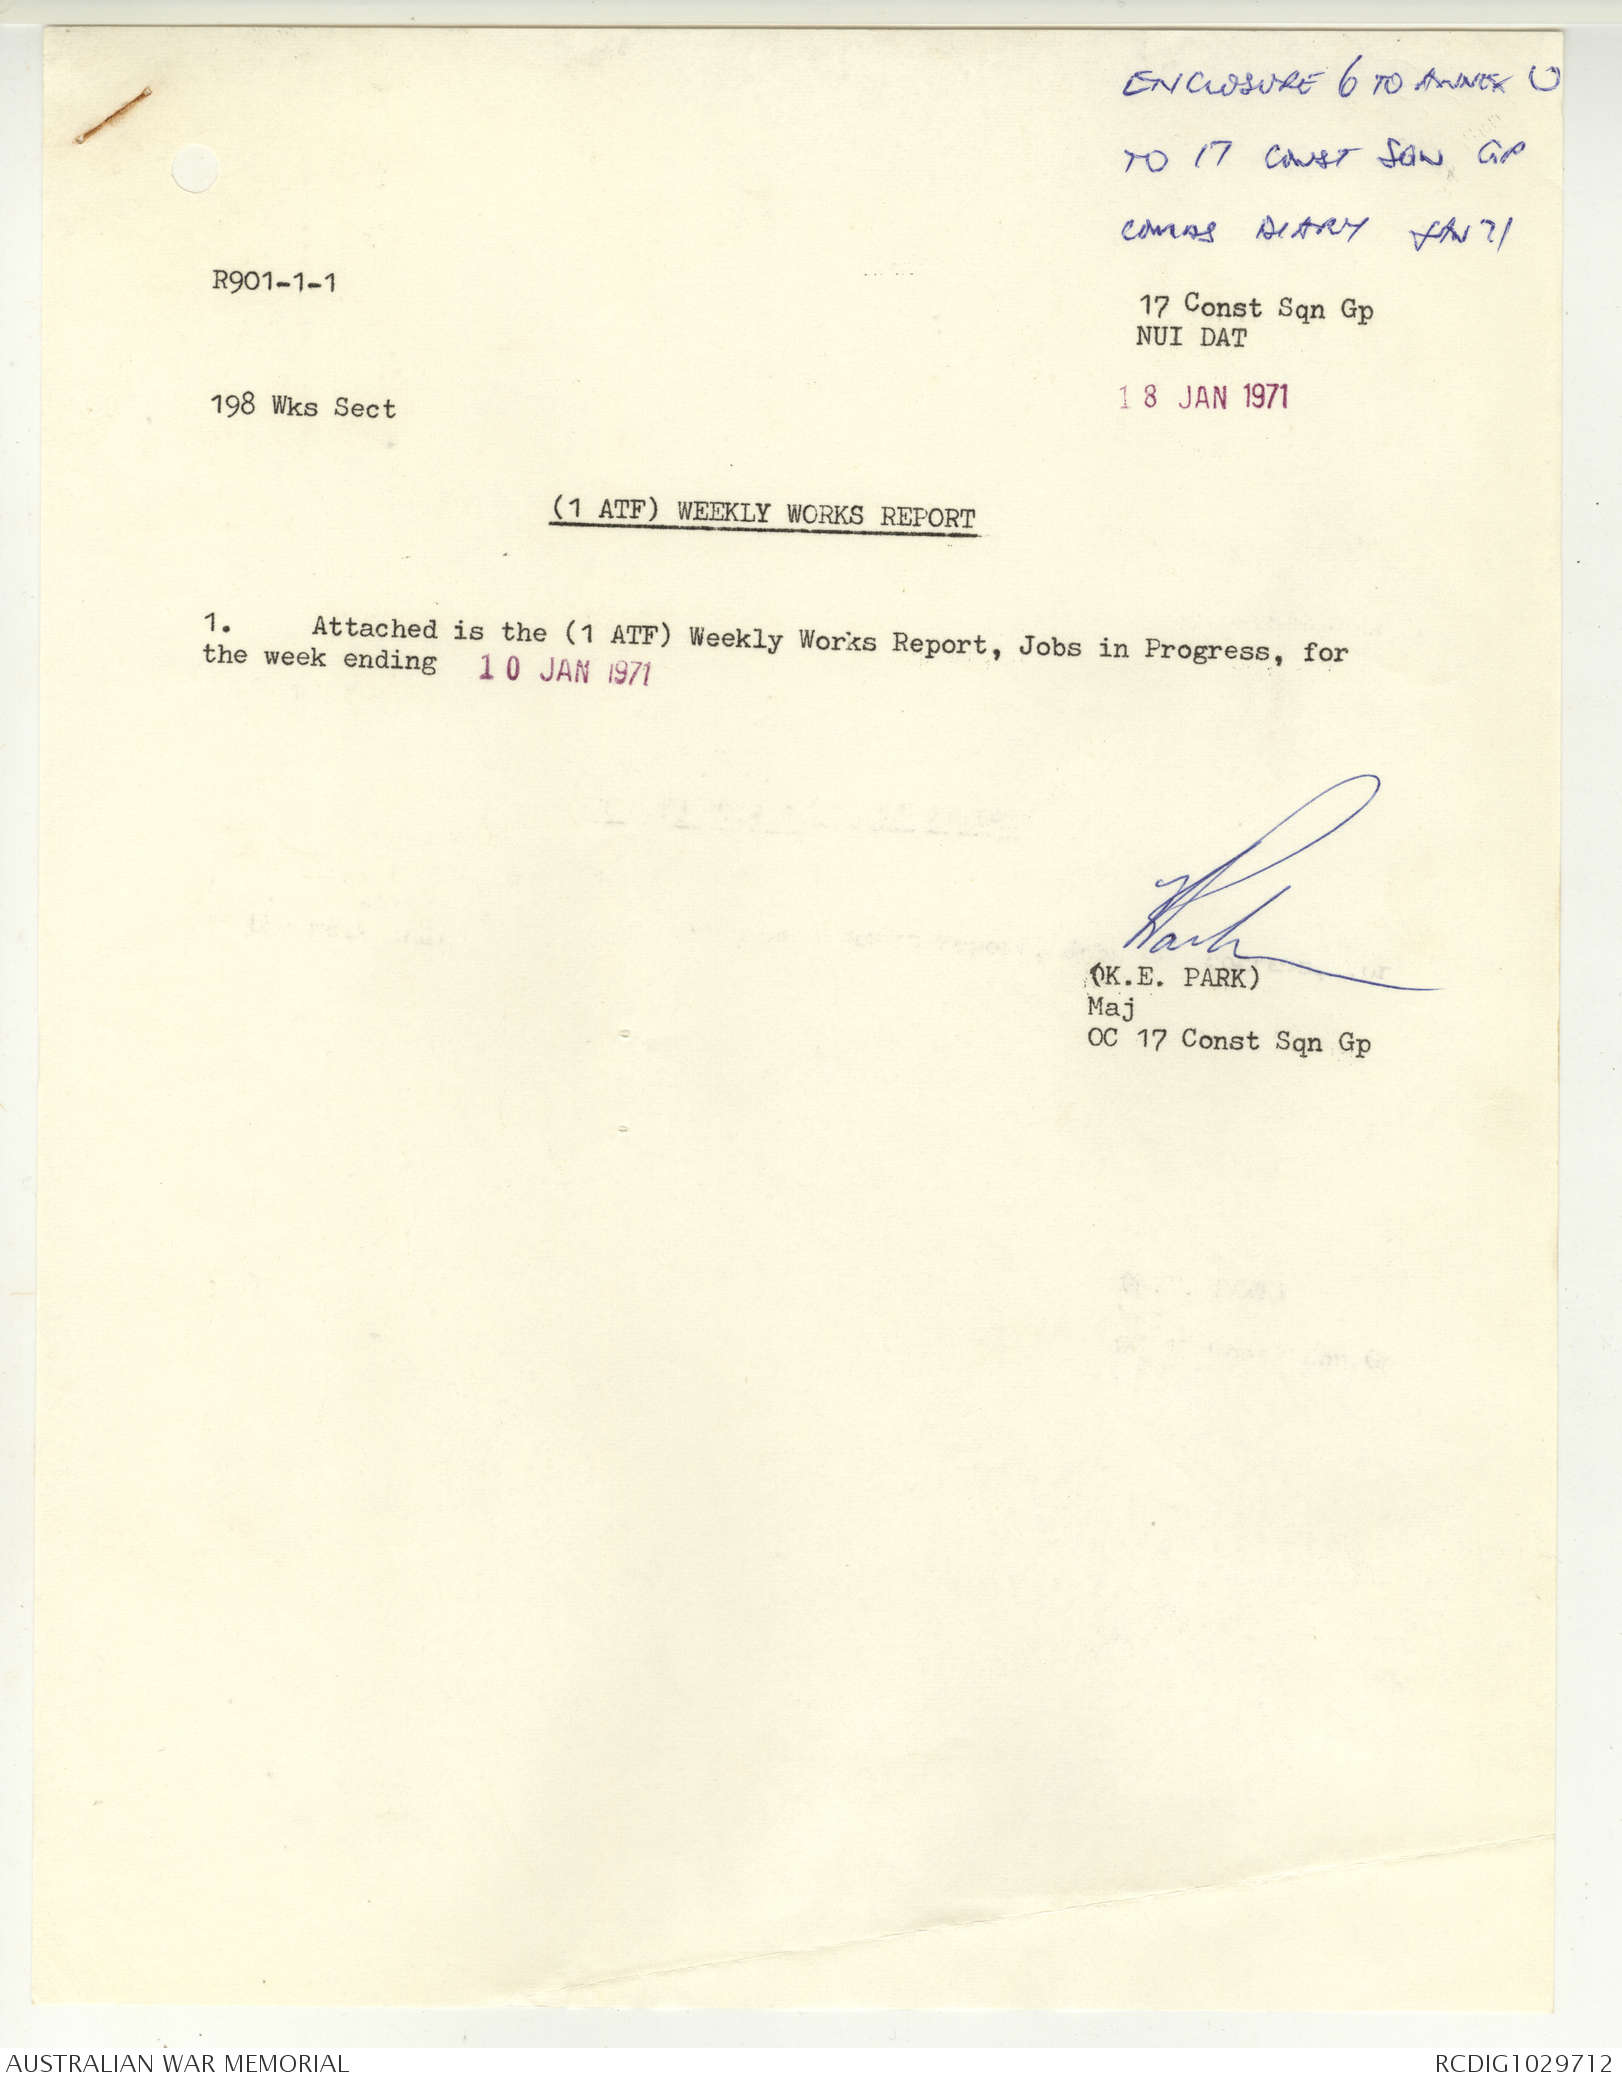 ENCLOSURE 6 TO ANNEX U
TO 17 CONST SQN GP
COMDS DIARY JAN 71
R901-1-1
17 Const Sqn Gp
NUI DAT
18 JAN 1971
198 Wks Sect
(1 ATF) WEEKLY WORKS REPORT
1. Attached is the (1 ATF) Weekly Works Report, Jobs in Progress, for
the week ending 10 JAN 1971
KPark
(K.E. PARK)
Maj
OC 17 Const Sqn Gp
AUSTRALIAN WAR MEMORIAL
RCDIG1029712